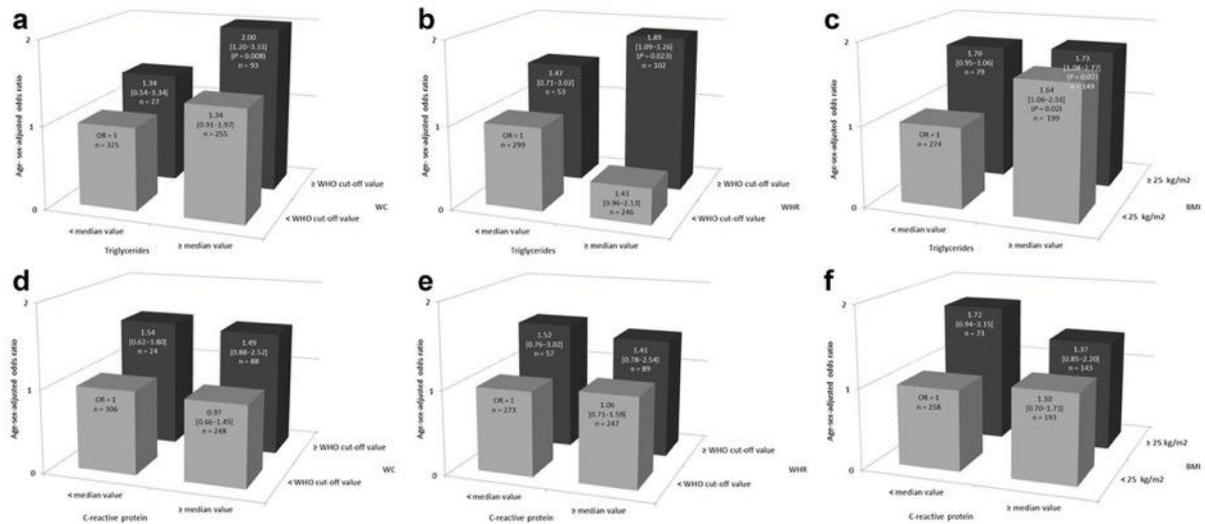 a
Age-sex-adjusted odds ratio
2
1
0
2.00
[1.20–3.33]
(P = 0.008)
n = 93
1.34
[0.54–3.34]
n = 27
1.34
[0.91–1.97]
n = 255
OR = 1
n = 325
≥ WHO cut-off value
WC
< WHO cut-off value
< median value
≥ median value
Triglycerides
b
Age- sex-adjusted odds ratio
2
1
0
1.89
[1.09–3.26]
(P = 0.023)
n = 102
1.47
[0.71–3.02]
n = 53
OR = 1
n = 299
1.43
[0.96–2.13]
n = 246
≥ WHO cut-off value
WHR
< WHO cut-off value
< median value
≥ median value
Triglycerides
c
Age-sex-adjusted odds ratio
2
1
0
1.70
[0.95–3.06]
n = 79
1.73
[1.08–2.77]
(P = 0.02)
n = 149
1.64
[1.06–2.53]
(P = 0.02)
n = 199
OR = 1
n = 274
≥ 25 kg/m2
BMI
< 25 kg/m2
< median value
≥ median value
Triglycerides
d
Age-sex-adjusted odds ratio
2
1
0
1.54
[0.62–3.80]
n = 24
1.49
[0.88–2.52]
n = 88
OR = 1
n = 306
0.97
[0.66–1.45]
n = 248
≥ WHO cut-off value
WC
< WHO cut-off value
< median value
≥ median value
C-reactive protein
e
Age-sex-adjusted odds ratio
2
1
0
1.52
[0.76–3.02]
n = 57
1.41
[0.78–2.54]
n = 89
OR = 1
n = 273
1.06
[0.71–1.59]
n = 247
≥ WHO cut-off value
WHR
< WHO cut-off value
< median value
≥ median value
C-reactive protein
f
Age-sex-adjusted odds ratio
2
1
0
1.72
[0.94–3.15]
n = 73
1.37
[0.85–2.20]
n = 143
OR = 1
n = 258
1.10
[0.70–1.71]
n = 193
≥ 25 kg/m2
BMI
< 25 kg/m2
< median value
≥ median value
C-reactive protein